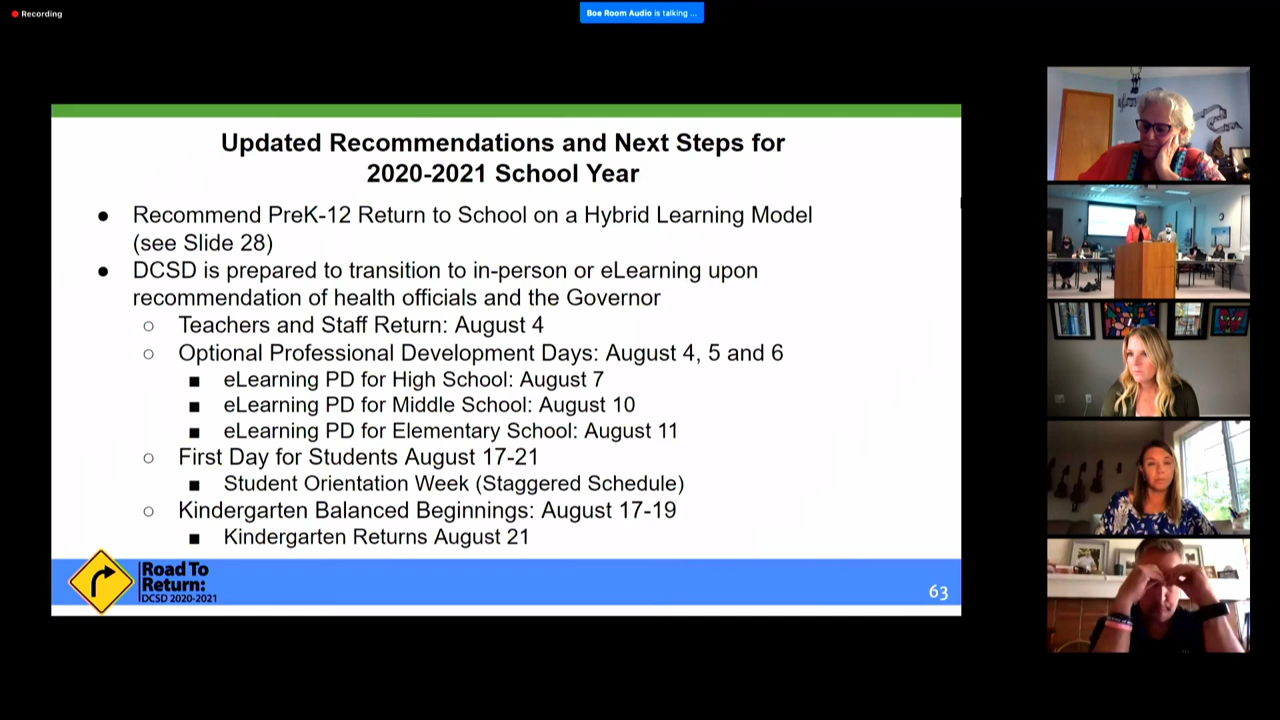 Recording
Boe Room Audio is talking ...
Updated Recommendations and Next Steps for
2020-2021 School Year
● Recommend PreK-12 Return to School on a Hybrid Learning Model
(see Slide 28)
● DCSD is prepared to transition to in-person or eLearning upon
recommendation of health officials and the Governor
○ Teachers and Staff Return: August 4
○ Optional Professional Development Days: August 4, 5 and 6
■ eLearning PD for High School: August 7
■ eLearning PD for Middle School: August 10
■ eLearning PD for Elementary School: August 11
○ First Day for Students August 17-21
■ Student Orientation Week (Staggered Schedule)
○ Kindergarten Balanced Beginnings: August 17-19
■ Kindergarten Returns August 21
Road To
Return:
DCSD 2020-2021
63